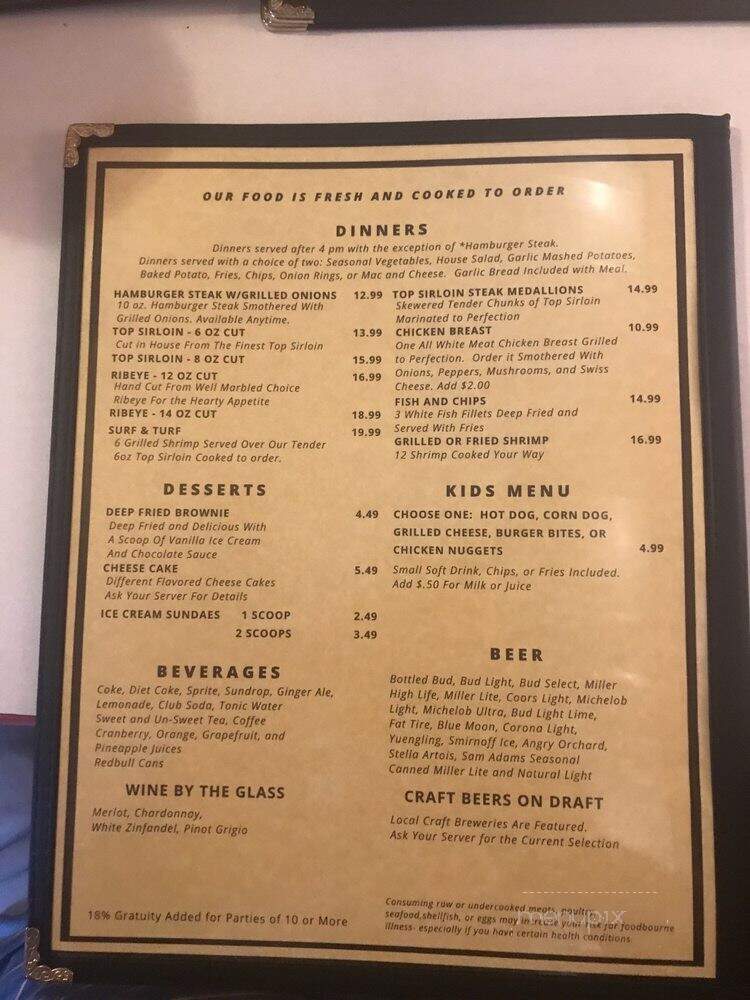 OUR FOOD IS FRESH AND COOKED TO ORDER
DINNERS
Dinners served after 4 pm with the exception of *Hamburger Steak.
Dinners served with a choice of two: Seasonal Vegetables, House Salad, Garlic Mashed Potatoes,
Baked Potato, Fries, Chips, Onion Rings, or Mac and Cheese. Garlic Bread Included with Meal.
HAMBURGER STEAK W/GRILLED ONIONS 12.99
10 oz. Hamburger Steak Smothered With
Grilled Onions. Available Anytime.
TOP SIRLOIN - 6 OZ CUT 13.99
Cut in House From The Finest Top Sirloin
TOP SIRLOIN - 8 OZ CUT 15.99
RIBEYE - 12 OZ CUT 16.99
Hand Cut From Well Marbled Choice
Ribeye For the Hearty Appetite
RIBEYE - 14 OZ CUT 18.99
SURF & TURF 19.99
6 Grilled Shrimp Served Over Our Tender
6oz Top Sirloin Cooked to order.
TOP SIRLOIN STEAK MEDALLIONS 14.99
Skewered Tender Chunks of Top Sirloin
Marinated to Perfection
CHICKEN BREAST 10.99
One All White Meat Chicken Breast Grilled
to Perfection. Order it Smothered With
Onions, Peppers, Mushrooms, and Swiss
Cheese. Add $2.00
FISH AND CHIPS 14.99
3 White Fish Fillets Deep Fried and
Served With Fries
GRILLED OR FRIED SHRIMP 16.99
12 Shrimp Cooked Your Way
DESSERTS
DEEP FRIED BROWNIE 4.49
Deep Fried and Delicious With
A Scoop Of Vanilla Ice Cream
And Chocolate Sauce
CHEESE CAKE 5.49
Different Flavored Cheese Cakes
Ask Your Server For Details
ICE CREAM SUNDAES 1 SCOOP 2.49
2 SCOOPS 3.49
KIDS MENU
CHOOSE ONE: HOT DOG, CORN DOG,
GRILLED CHEESE, BURGER BITES, OR
CHICKEN NUGGETS 4.99
Small Soft Drink, Chips, or Fries Included.
Add $.50 For Milk or Juice
BEVERAGES
Coke, Diet Cake, Sprite, Sundrop, Ginger Ale,
Lemonade, Club Soda, Tonic Water
Sweet and Un-Sweet Tea, Coffee
Cranberry, Orange, Grapefruit, and
Pineapple Juices
Redbull Cans
WINE BY THE GLASS
Merlot, Chardonnay,
White Zinfandel, Pinot Grigio
BEER
Bottled Bud, Bud Light, Bud Select, Miller
High Life, Miller Lite, Coors Light, Michelob
Light, Michelob Ultra, Bud Light Lime,
Fat Tire, Blue Moon, Corona Light,
Yuengling, Smirnoff Ice, Angry Orchard,
Stella Artois, Sam Adams Seasonal
Canned Miller Lite and Natural Light
CRAFT BEERS ON DRAFT
Local Craft Breweries Are Featured.
Ask Your Server for the Current Selection
18% Gratuity Added for Parties of 10 or More
Consuming raw or undercooked meats, poultry,
seafood,shellfish, or eggs may increase your risk for foodbourne
illness- especially if you have certain health conditions
menupix